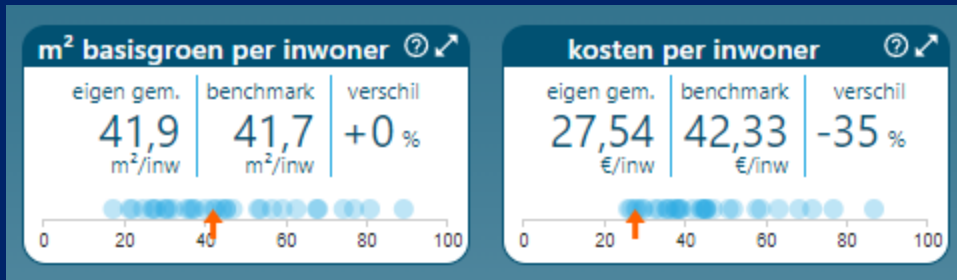 m² basisgroen per inwoner
eigen gem. benchmark verschil
41,9 41,7 +0 %
m²/inw m²/inw
0 20 40 60 80 100
kosten per inwoner
eigen gem. benchmark verschil
27,54 42,33 -35 %
€/inw €/inw
0 20 40 60 80 100